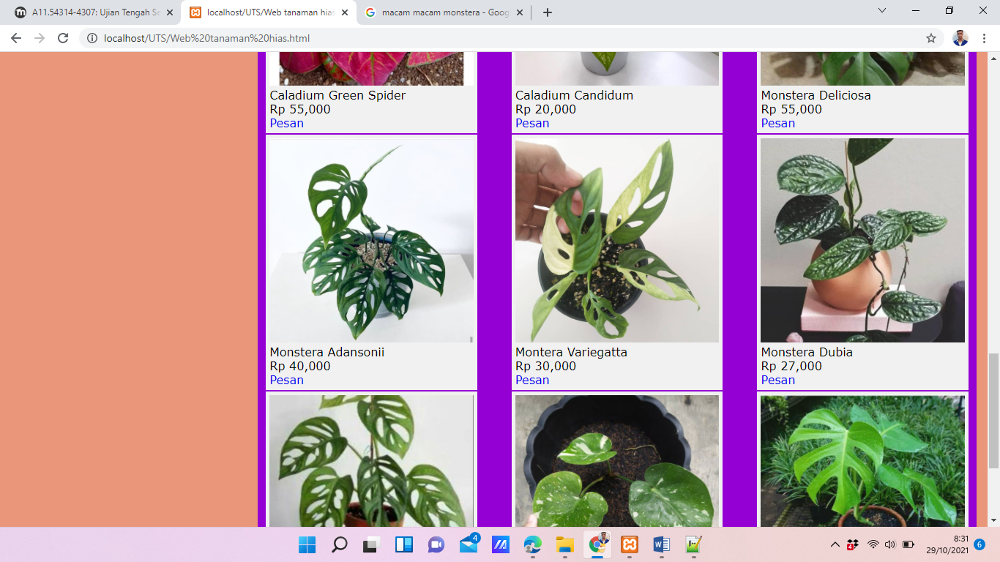 A11.54314-4307: Ujian Tengah Se
localhost/UTS/Web tanaman hias
macam macam monstera - Goog
localhost/UTS/Web%20tanaman%20hias.html
Caladium Green Spider
Rp 55,000
Pesan
Caladium Candidum
Rp 20,000
Pesan
Monstera Deliciosa
Rp 55,000
Pesan
Monstera Adansonii
Rp 40,000
Pesan
Montera Variegatta
Rp 30,000
Pesan
Monstera Dubia
Rp 27,000
Pesan
4
4
8:31
29/10/2021
6